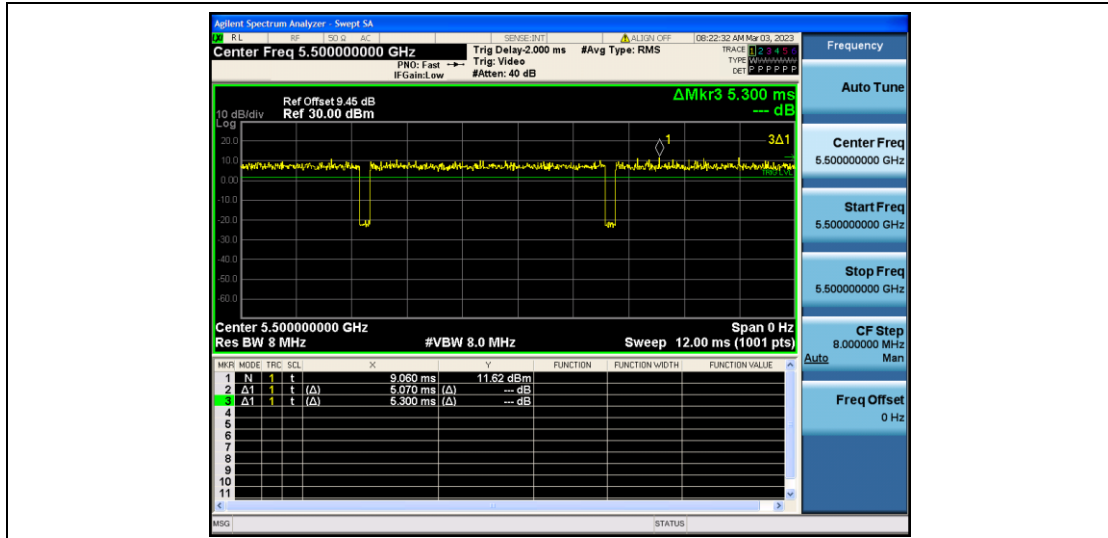 Agilent Spectrum Analyzer - Swept SA
RL RF 50 Ω AC SENSE:INT ALIGN OFF 08:22:32 AM Mar 03, 2023
Center Freq 5.500000000 GHz
PNO: Fast
IFGain:Low
Trig Delay-2.000 ms
Trig: Video
#Atten: 40 dB
#Avg Type: RMS
TRACE 1 2 3 4 5 6
TYPE
DET P P P P P P
Ref Offset 9.45 dB
10 dB/div Ref 30.00 dBm
Log
ΔMkr3 5.300 ms
--- dB
20.0
10.0
0.00
-10.0
-20.0
-30.0
-40.0
-50.0
-60.0
1
3Δ1
TRIG LVL
Center 5.500000000 GHz Span 0 Hz
Res BW 8 MHz #VBW 8.0 MHz Sweep 12.00 ms (1001 pts)
MKR MODE TRC SCL X Y FUNCTION FUNCTION WIDTH FUNCTION VALUE
1 N 1 t 9.060 ms 11.62 dBm
2 Δ1 1 t (Δ) 5.070 ms (Δ) --- dB
3 Δ1 1 t (Δ) 5.300 ms (Δ) --- dB
4
5
6
7
8
9
10
11
MSG STATUS
Frequency
Auto Tune
Center Freq
5.500000000 GHz
Start Freq
5.500000000 GHz
Stop Freq
5.500000000 GHz
CF Step
8.000000 MHz
Auto Man
Freq Offset
0 Hz